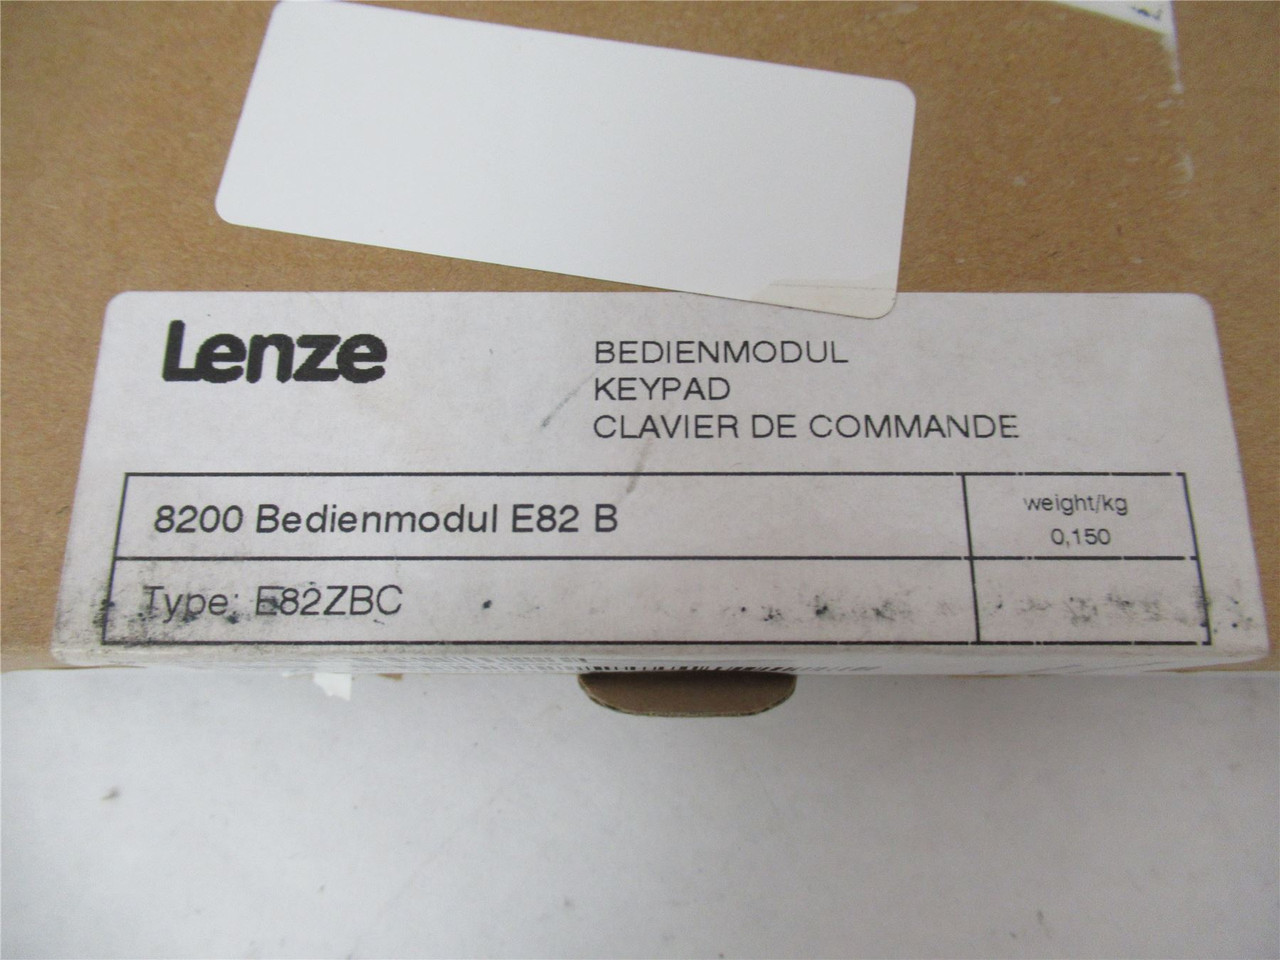 Lenze
BEDIENMODUL
KEYPAD
CLAVIER DE COMMANDE
8200 Bedienmodul E82 B
weight/kg
0,150
Type: E82ZBC